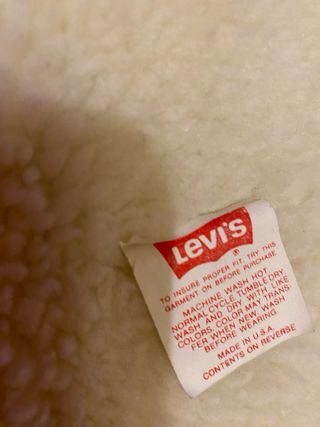 Levi's
®
TO INSURE PROPER FIT, TRY THIS
GARMENT ON BEFORE PURCHASE.
MACHINE WASH HOT,
NORMAL CYCLE, TUMBLE DRY.
WASH AND DRY WITH LIKE
COLORS. COLOR MAY TRANS-
FER WHEN NEW. WASH
BEFORE WEARING
MADE IN U.S.A.
CONTENTS ON REVERSE